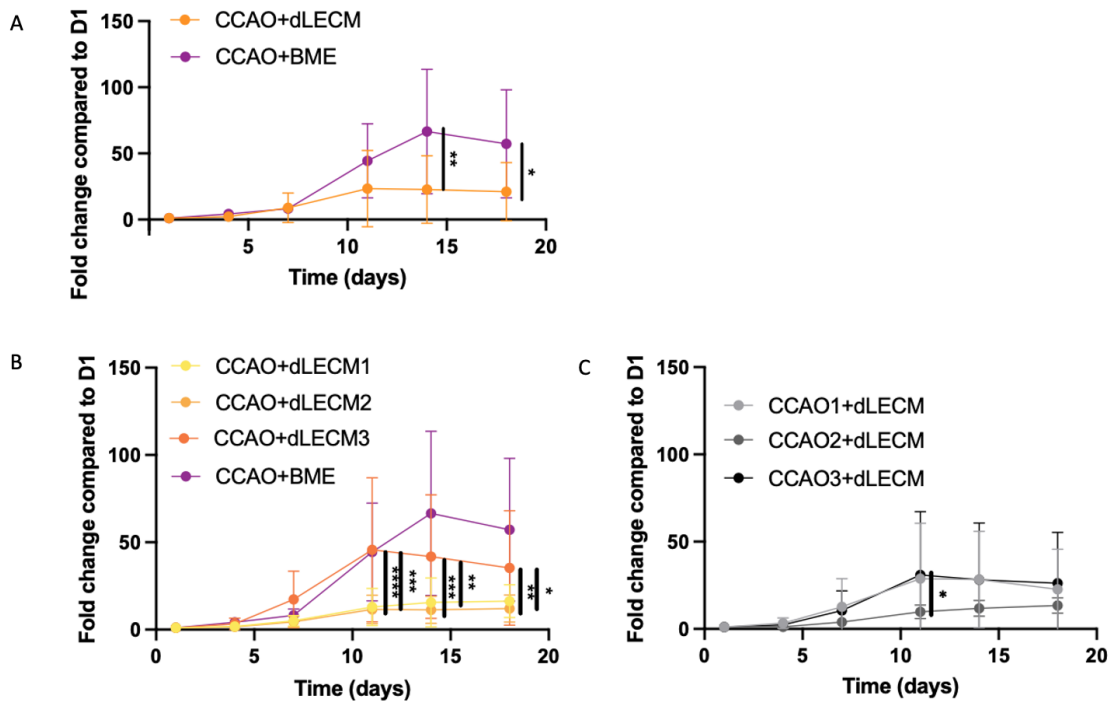 A
Fold change compared to D1
150
100
50
0
CCAO+dLECM
CCAO+BME
**
*
5
10
15
20
Time (days)
B
Fold change compared to D1
150
100
50
0
CCAO+dLECM1
CCAO+dLECM2
CCAO+dLECM3
CCAO+BME
****
***
***
**
**
*
0
5
10
15
20
Time (days)
C
Fold change compared to D1
150
100
50
0
CCAO1+dLECM
CCAO2+dLECM
CCAO3+dLECM
*
0
5
10
15
20
Time (days)